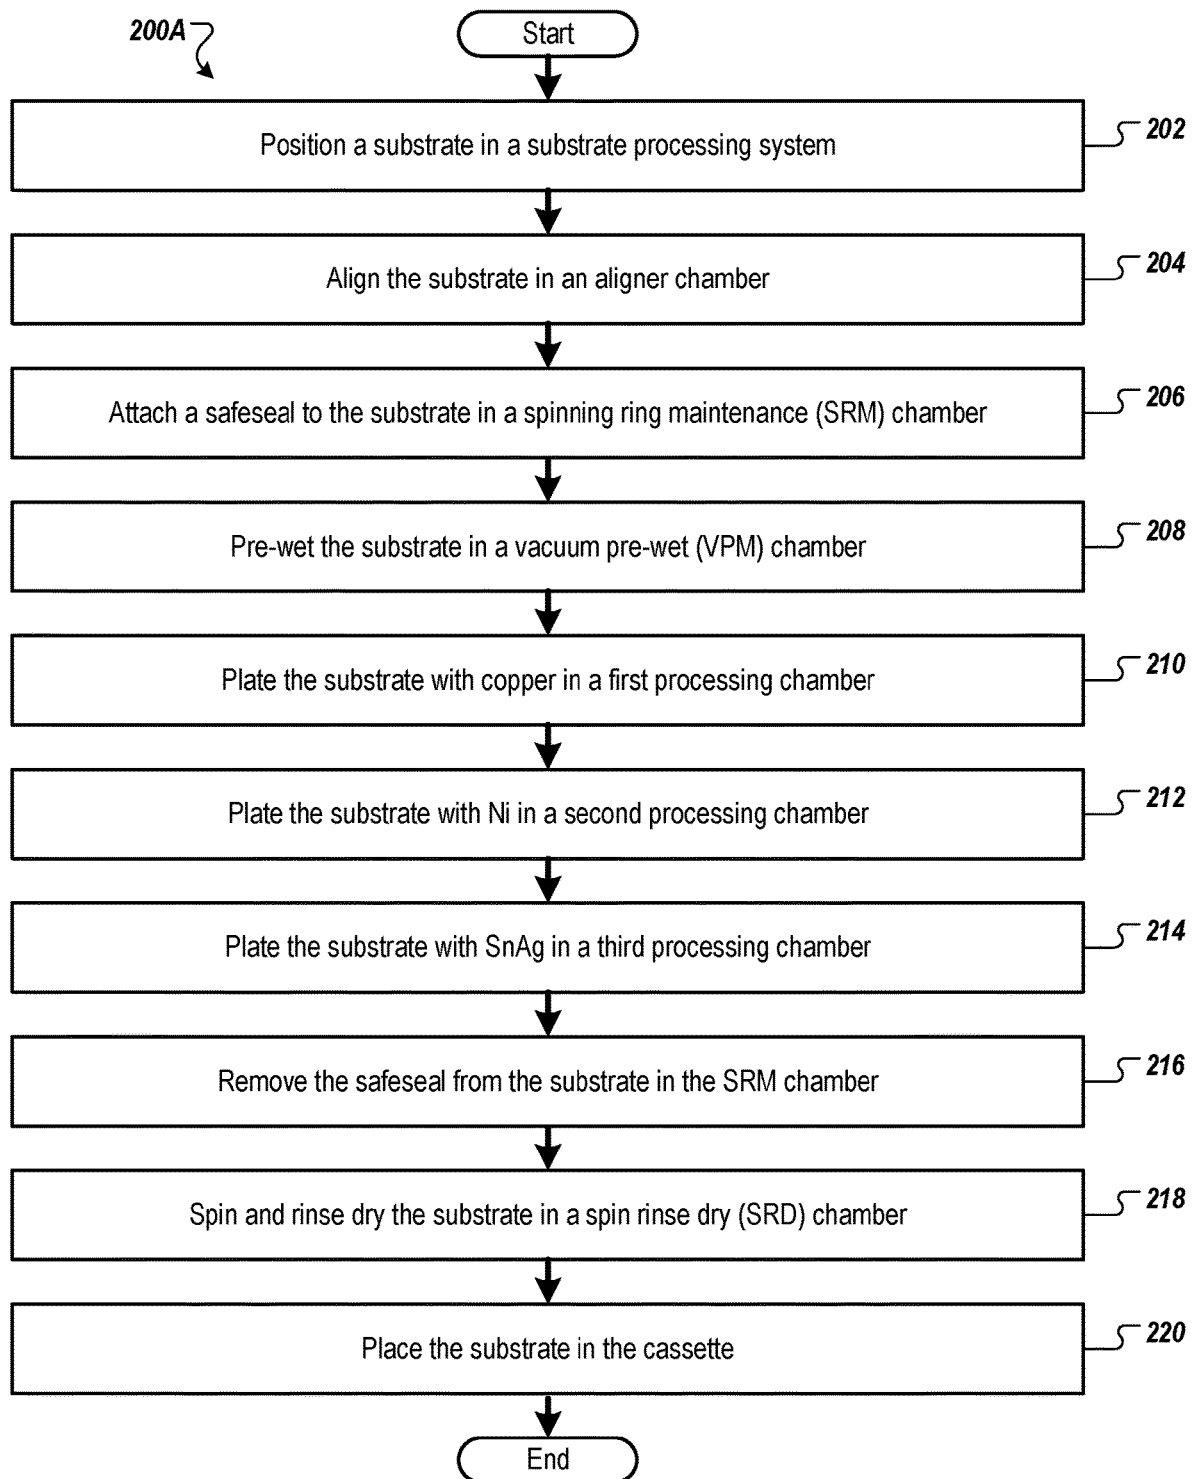 200A
Start
Position a substrate in a substrate processing system
202
Align the substrate in an aligner chamber
204
Attach a safeseal to the substrate in a spinning ring maintenance (SRM) chamber
206
Pre-wet the substrate in a vacuum pre-wet (VPM) chamber
208
Plate the substrate with copper in a first processing chamber
210
Plate the substrate with Ni in a second processing chamber
212
Plate the substrate with SnAg in a third processing chamber
214
Remove the safeseal from the substrate in the SRM chamber
216
Spin and rinse dry the substrate in a spin rinse dry (SRD) chamber
218
Place the substrate in the cassette
220
End